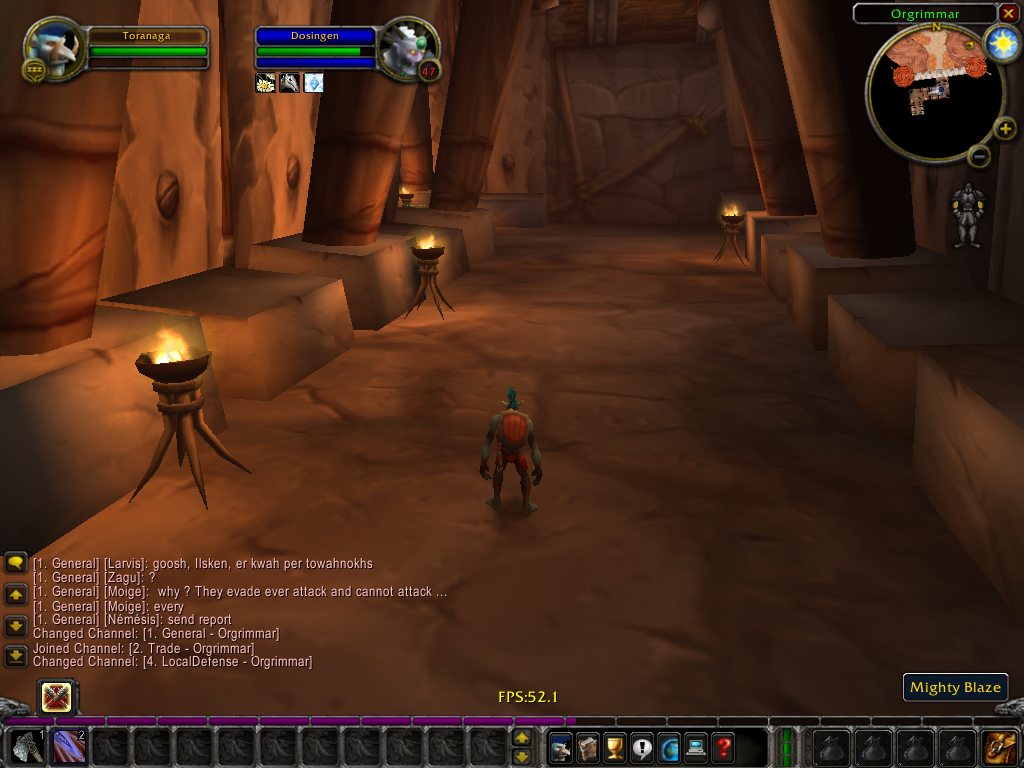 Toranaga
zzz
Dosingen
47
Orgrimmar
N
[1. General] [Larvis]: goosh, Ilsken, er kwah per towahnokhs
[1. General] [Zagu]: ?
[1. General] [Moige]:  why ? They evade ever attack and cannot attack ...
[1. General] [Moige]: every
[1. General] [Némésis]: send report
Changed Channel: [1. General - Orgrimmar]
Joined Channel: [2. Trade - Orgrimmar]
Changed Channel: [4. LocalDefense - Orgrimmar]
FPS:52.1
Mighty Blaze
1 2